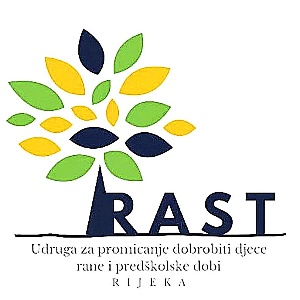 RAST
Udruga za promicanje dobrobiti djece
rane i predškolske dobi
RIJEKA